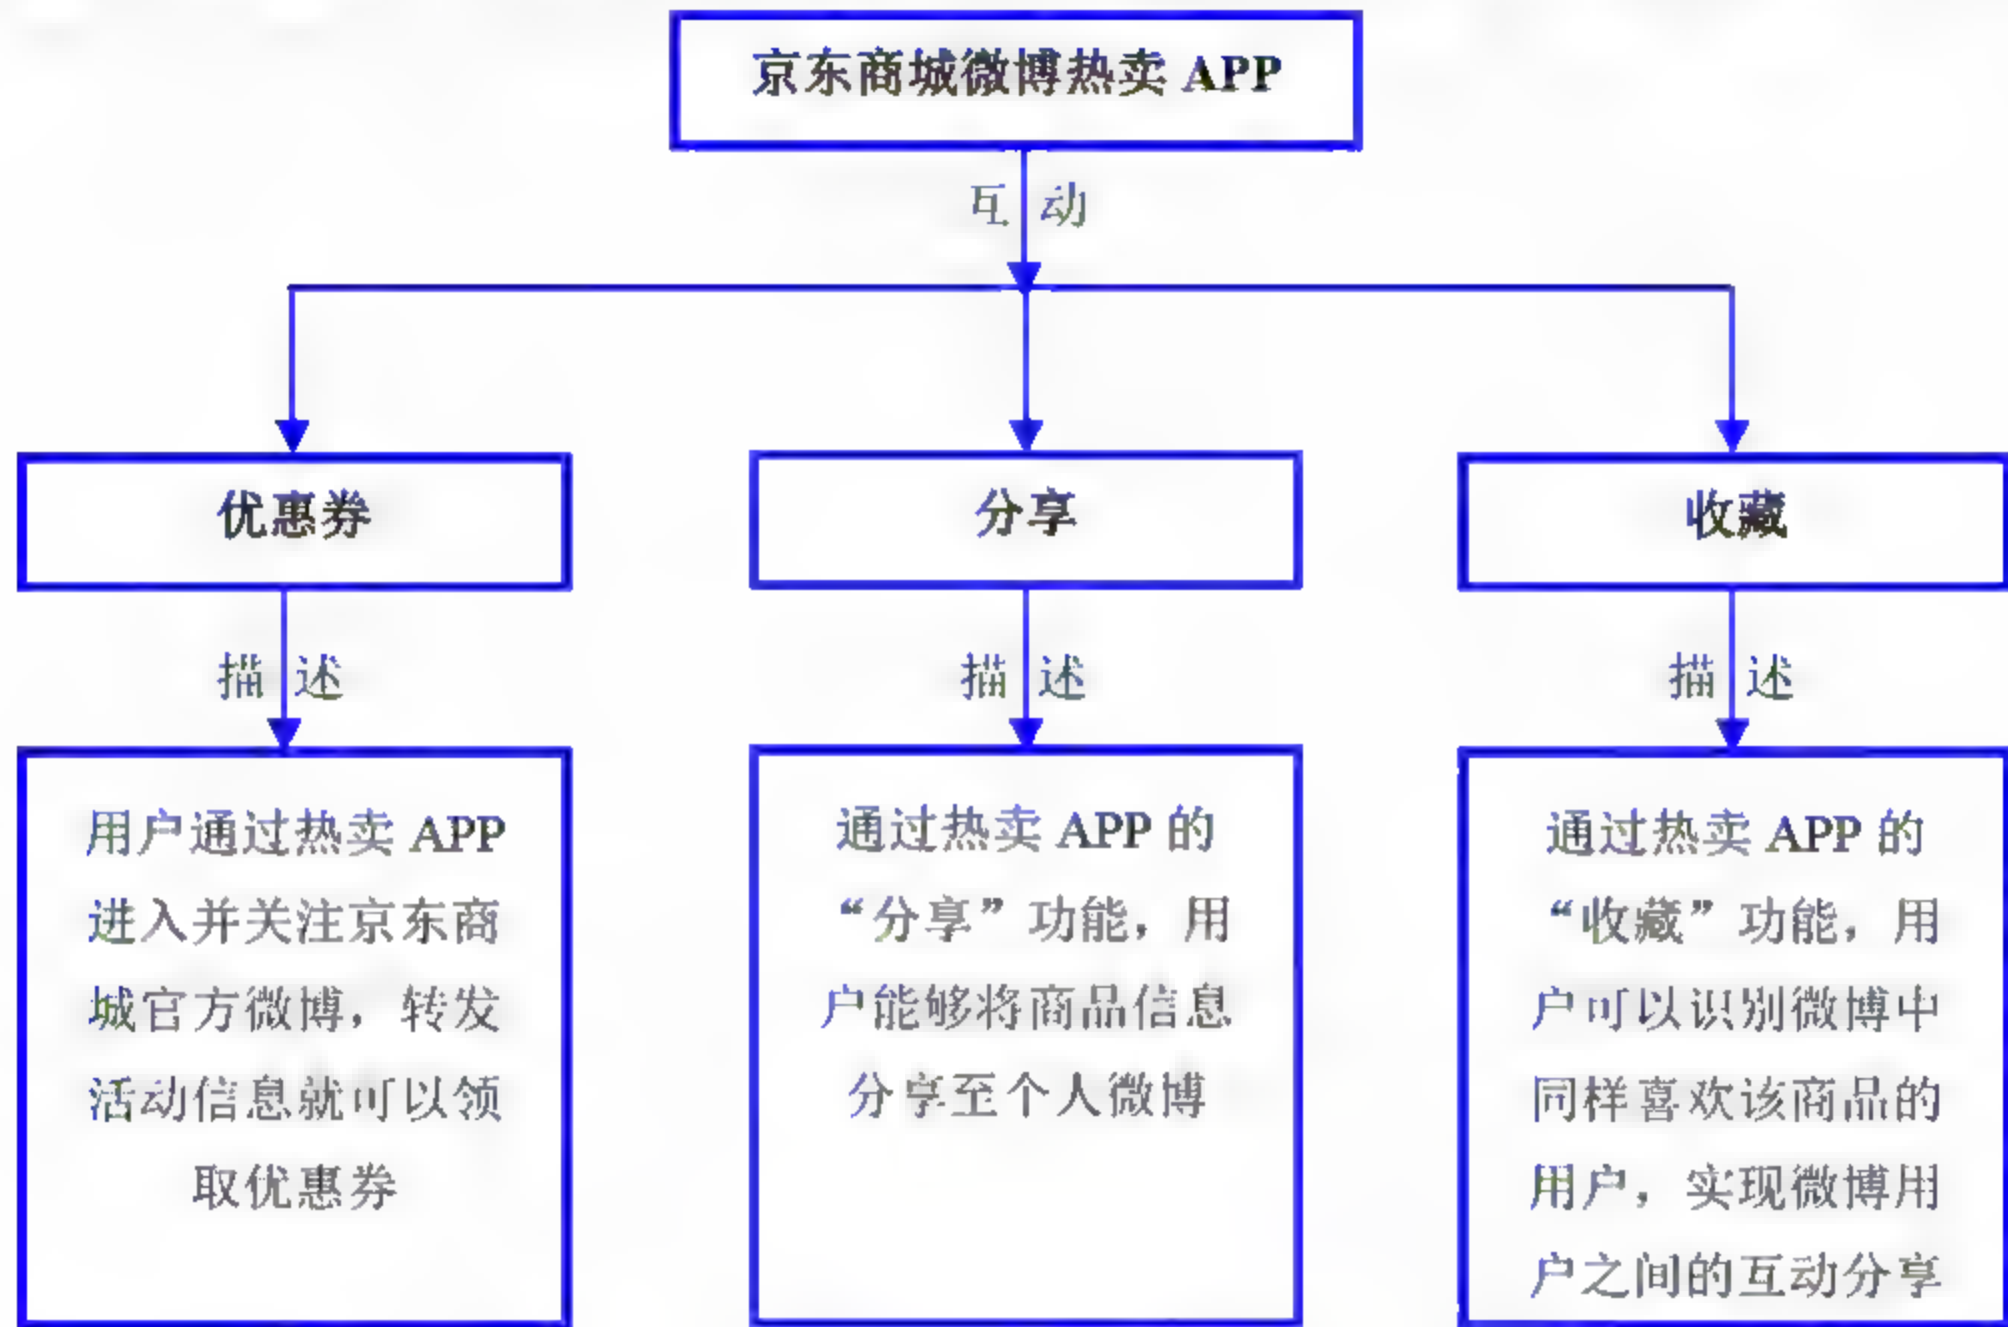 京东商城微博热卖 APP
互 动
优惠券
分享
收藏
描 述
描 述
描 述
用户通过热卖 APP
进入并关注京东商
城官方微博，转发
活动信息就可以领
取优惠券
通过热卖 APP 的
“分享”功能，用
户能够将商品信息
分享至个人微博
通过热卖 APP 的
“收藏”功能，用
户可以识别微博中
同样喜欢该商品的
用户，实现微博用
户之间的互动分享